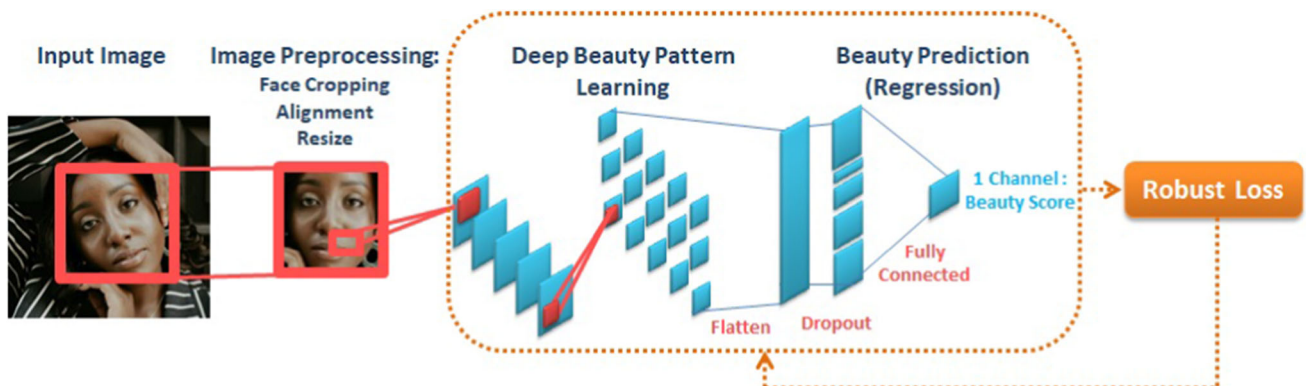 Input Image
Image Preprocessing:
Face Cropping
Alignment
Resize
Deep Beauty Pattern
Learning
Beauty Prediction
(Regression)
1 Channel :
Beauty Score
Fully
Connected
Flatten
Dropout
Robust Loss